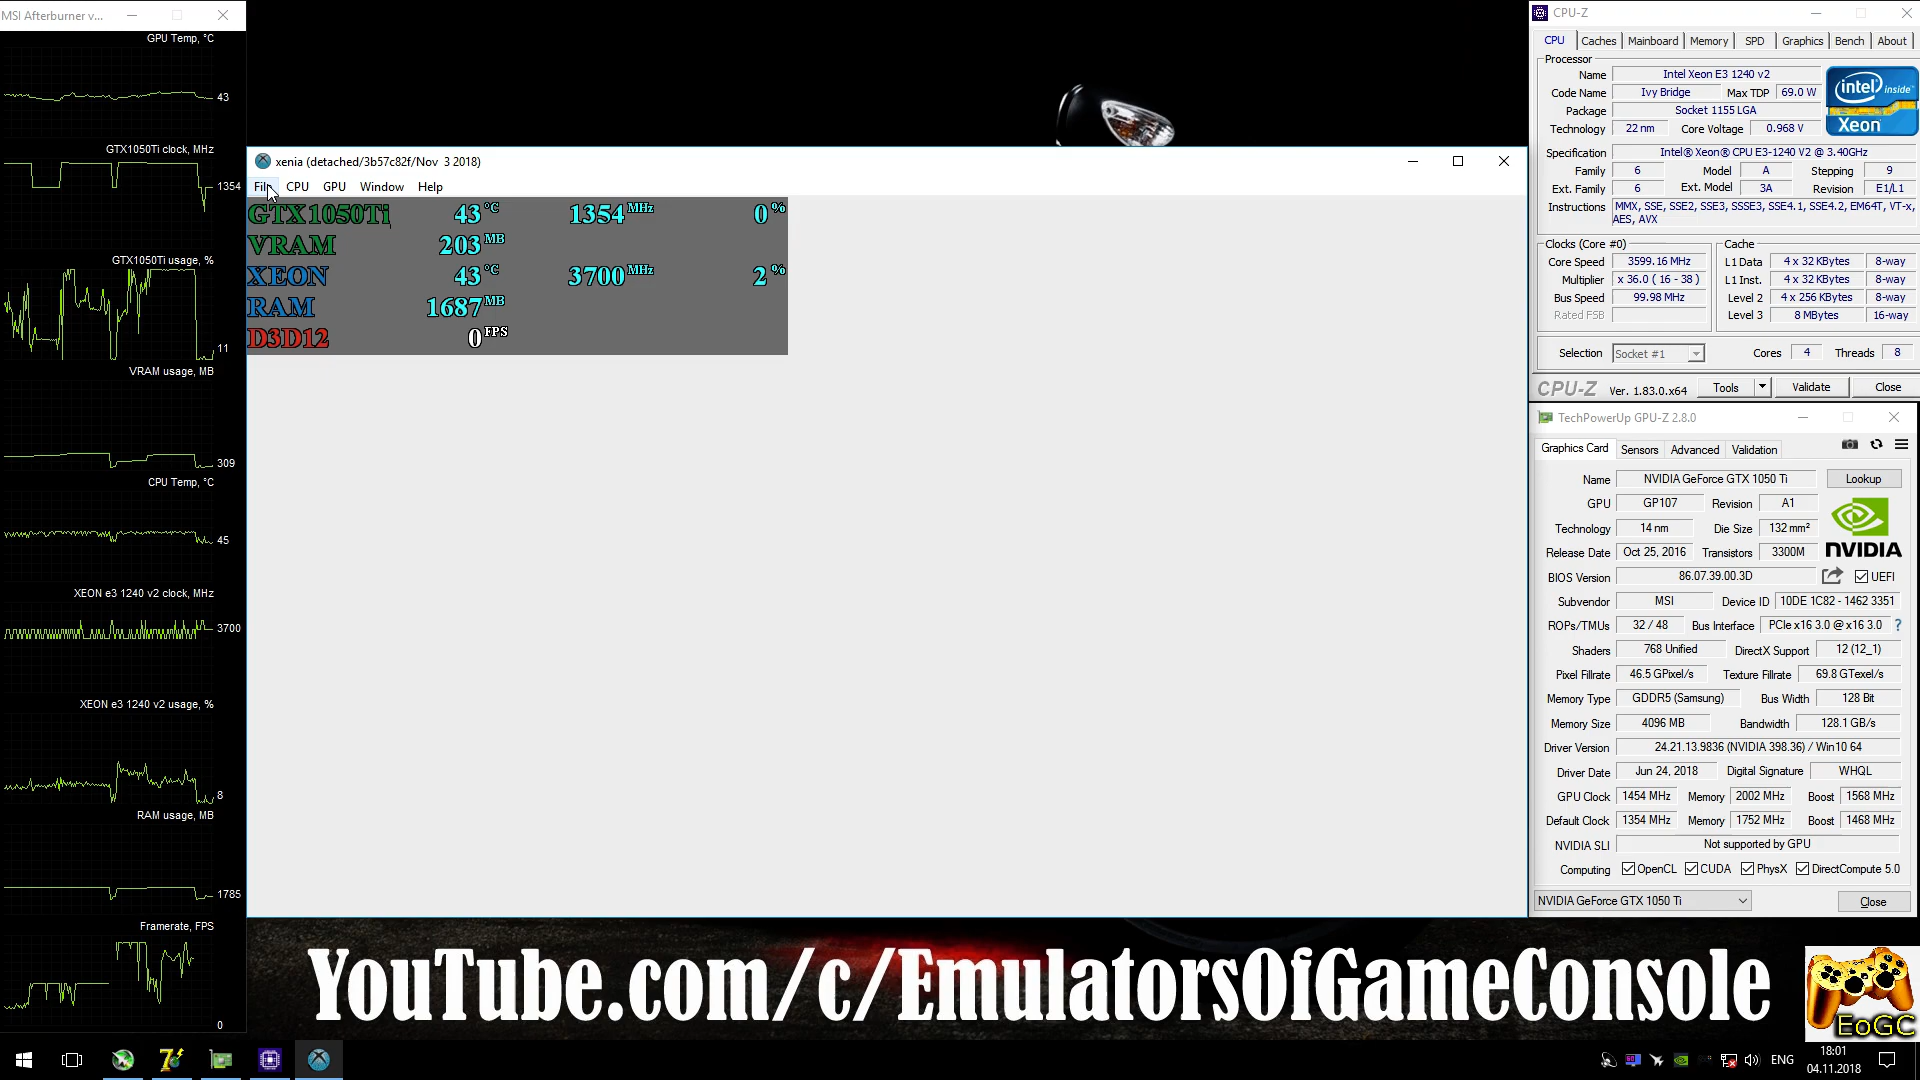 MSI Afterburner v...
GPU Temp, °C
43
GTX1050Ti clock, MHz
1354
GTX1050Ti usage, %
11
VRAM usage, MB
309
CPU Temp, °C
45
XEON e3 1240 v2 clock, MHz
3700
XEON e3 1240 v2 usage, %
8
RAM usage, MB
1785
Framerate, FPS
0
xenia (detached/3b57c82f/Nov 3 2018)
File CPU GPU Window Help
GTX1050Ti 43 °C 1354 MHz 0 %
VRAM 203 MB
XEON 43 °C 3700 MHz 2 %
RAM 1687 MB
D3D12 0 FPS
CPU-Z
CPU Caches Mainboard Memory SPD Graphics Bench About
Processor
Name Intel Xeon E3 1240 v2
Code Name Ivy Bridge Max TDP 69.0 W
Package Socket 1155 LGA
Technology 22 nm Core Voltage 0.968 V
intel inside™
Xeon
Specification Intel® Xeon® CPU E3-1240 V2 @ 3.40GHz
Family 6 Model A Stepping 9
Ext. Family 6 Ext. Model 3A Revision E1/L1
Instructions MMX, SSE, SSE2, SSE3, SSSE3, SSE4.1, SSE4.2, EM64T, VT-x,
AES, AVX
Clocks (Core #0) Cache
Core Speed 3599.16 MHz L1 Data 4 x 32 KBytes 8-way
Multiplier x 36.0 ( 16 - 38 ) L1 Inst. 4 x 32 KBytes 8-way
Bus Speed 99.98 MHz Level 2 4 x 256 KBytes 8-way
Rated FSB Level 3 8 MBytes 16-way
Selection Socket #1 Cores 4 Threads 8
CPU-Z Ver. 1.83.0.x64 Tools Validate Close
TechPowerUp GPU-Z 2.8.0
Graphics Card Sensors Advanced Validation
Name NVIDIA GeForce GTX 1050 Ti Lookup
GPU GP107 Revision A1
Technology 14 nm Die Size 132 mm²
Release Date Oct 25, 2016 Transistors 3300M
NVIDIA
BIOS Version 86.07.39.00.3D UEFI
Subvendor MSI Device ID 10DE 1C82 - 1462 3351
ROPs/TMUs 32 / 48 Bus Interface PCIe x16 3.0 @ x16 3.0 ?
Shaders 768 Unified DirectX Support 12 (12_1)
Pixel Fillrate 46.5 GPixel/s Texture Fillrate 69.8 GTexel/s
Memory Type GDDR5 (Samsung) Bus Width 128 Bit
Memory Size 4096 MB Bandwidth 128.1 GB/s
Driver Version 24.21.13.9836 (NVIDIA 398.36) / Win10 64
Driver Date Jun 24, 2018 Digital Signature WHQL
GPU Clock 1454 MHz Memory 2002 MHz Boost 1568 MHz
Default Clock 1354 MHz Memory 1752 MHz Boost 1468 MHz
NVIDIA SLI Not supported by GPU
Computing OpenCL CUDA PhysX DirectCompute 5.0
NVIDIA GeForce GTX 1050 Ti Close
YouTube.com/c/EmulatorsOfGameConsole
EoGC
ENG
18:01
04.11.2018